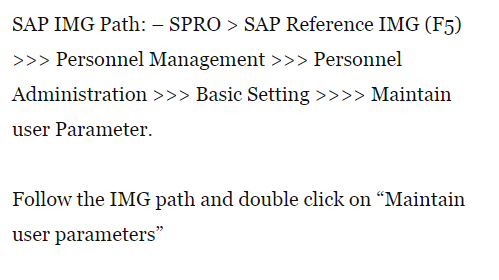 SAP IMG Path: – SPRO > SAP Reference IMG (F5)
>>> Personnel Management >>> Personnel
Administration >>> Basic Setting >>>> Maintain
user Parameter.
Follow the IMG path and double click on “Maintain
user parameters”